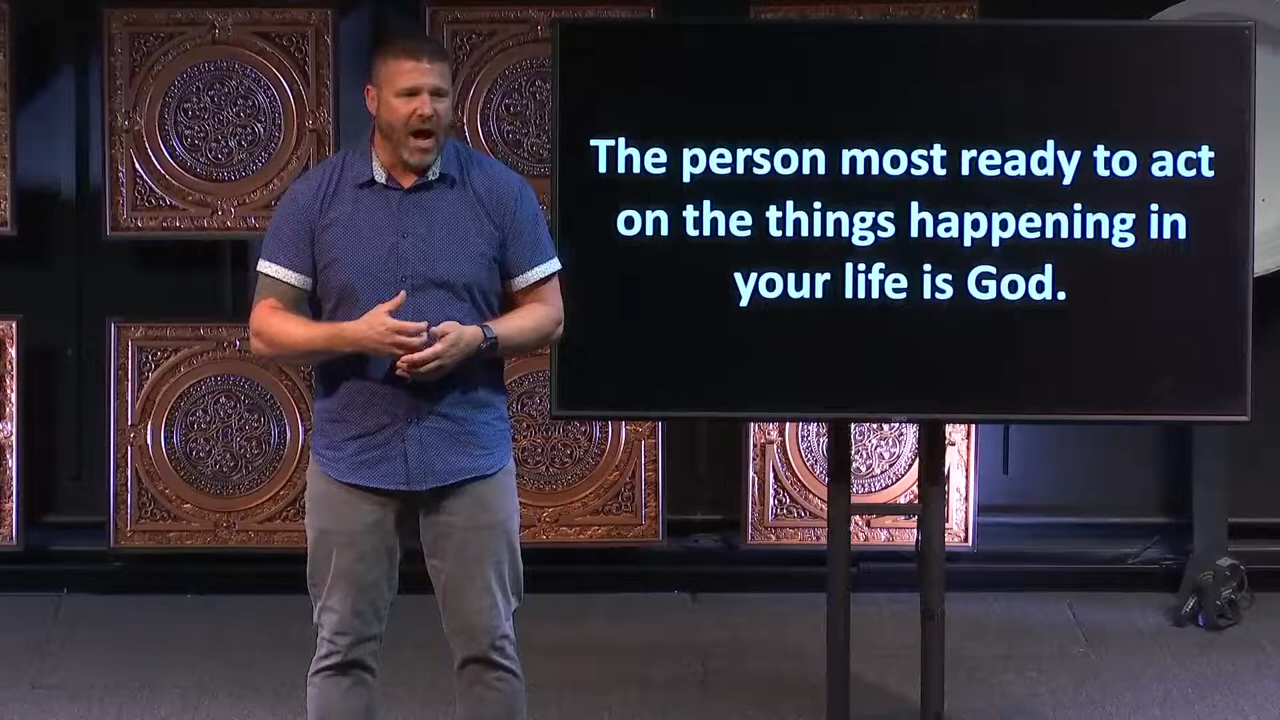 The person most ready to act
on the things happening in
your life is God.